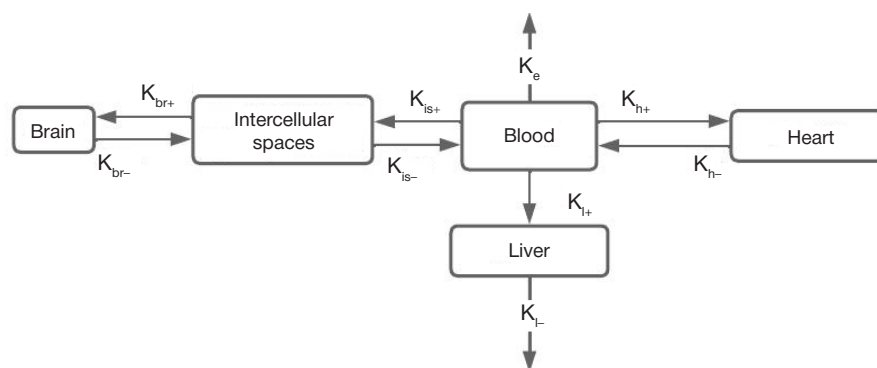 K_e
K_br+
K_is+
K_h+
Brain
Intercellular
spaces
Blood
Heart
K_br–
K_is–
K_h–
K_l+
Liver
K_l–